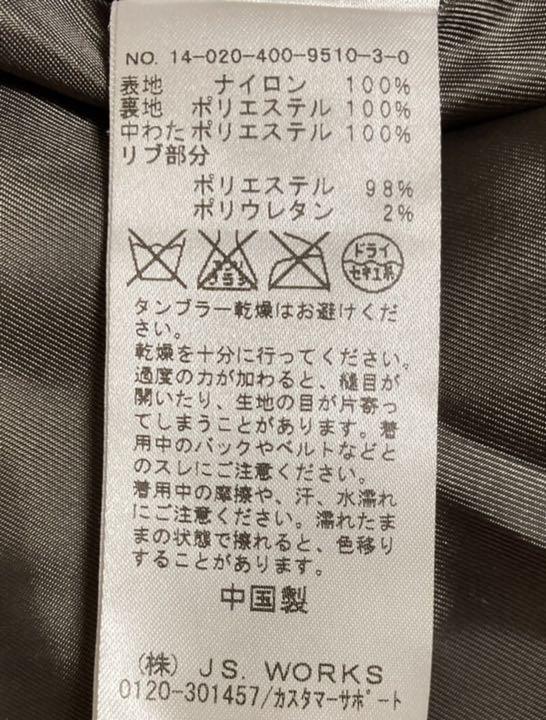 NO. 14-020-400-9510-3-0
表地 ナイロン 100%
裏地 ポリエステル 100%
中わた ポリエステル 100%
リブ部分
ポリエステル 98%
ポリウレタン 2%
エンソ サラシ
ドライ
セキユ系
タンブラー乾燥はお避けくだ
さい。
乾燥を十分に行ってください。
過度の力が加わると、縫目が
開いたり、生地の目が片寄っ
てしまうことがあります。着
用中のバックやベルトなどと
のスレにご注意ください。
着用中の摩擦や、汗、水濡れ
にご注意ください。濡れたま
まの状態で擦れると、色移り
することがあります。
中国製
(株) J.S. WORKS
0120-301457/カスタマーサポート